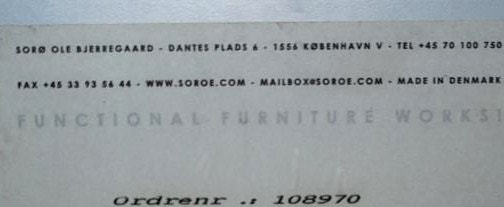 SORØ OLE BJERREGAARD - DANTES PLADS 6 - 1556 KØBENHAVN V - TEL +45 70 100 750
FAX +45 33 93 56 44 - WWW.SOROE.COM - MAILBOX@SOROE.COM - MADE IN DENMARK
FUNCTIONAL FURNITURE WORKS
Ordrenr .: 108970